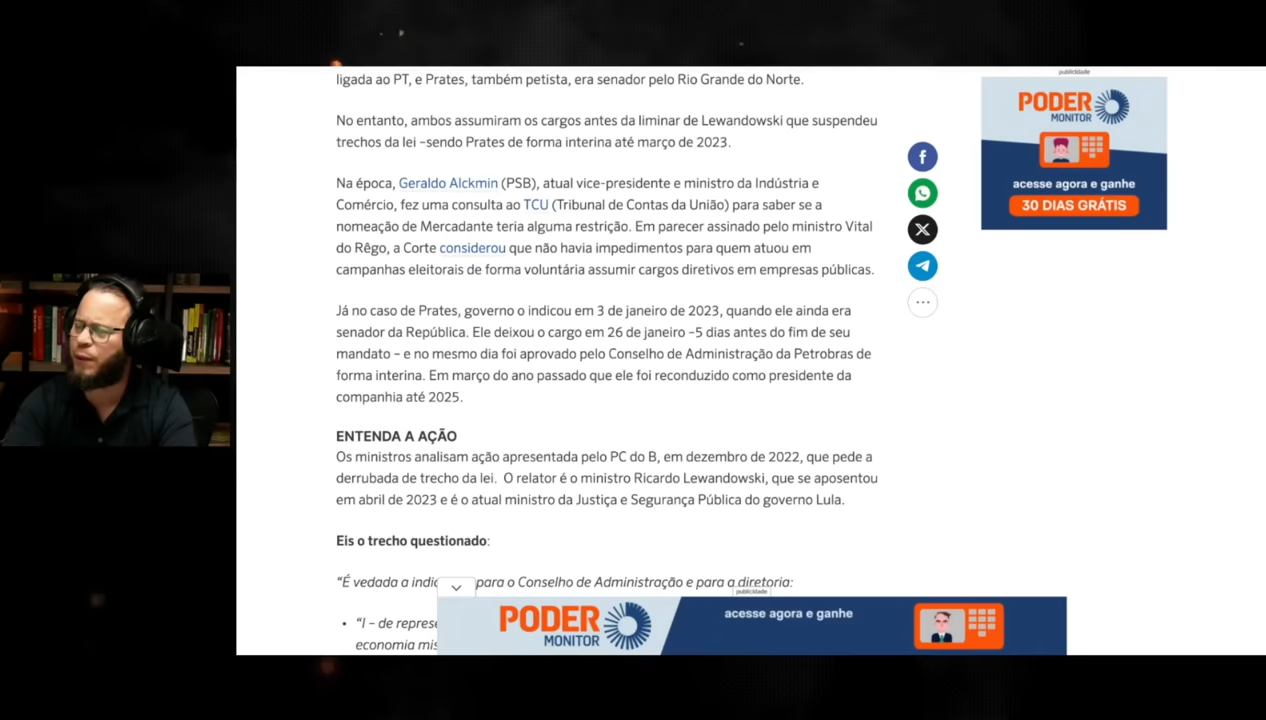 ligada ao PT, e Prates, também petista, era senador pelo Rio Grande do Norte.
No entanto, ambos assumiram os cargos antes da liminar de Lewandowski que suspendeu
trechos da lei –sendo Prates de forma interina até março de 2023.
Na época, Geraldo Alckmin (PSB), atual vice-presidente e ministro da Indústria e
Comércio, fez uma consulta ao TCU (Tribunal de Contas da União) para saber se a
nomeação de Mercadante teria alguma restrição. Em parecer assinado pelo ministro Vital
do Rêgo, a Corte considerou que não havia impedimentos para quem atuou em
campanhas eleitorais de forma voluntária assumir cargos diretivos em empresas públicas.
Já no caso de Prates, governo o indicou em 3 de janeiro de 2023, quando ele ainda era
senador da República. Ele deixou o cargo em 26 de janeiro –5 dias antes do fim de seu
mandato – e no mesmo dia foi aprovado pelo Conselho de Administração da Petrobras de
forma interina. Em março do ano passado que ele foi reconduzido como presidente da
companhia até 2025.
ENTENDA A AÇÃO
Os ministros analisam ação apresentada pelo PC do B, em dezembro de 2022, que pede a
derrubada de trecho da lei. O relator é o ministro Ricardo Lewandowski, que se aposentou
em abril de 2023 e é o atual ministro da Justiça e Segurança Pública do governo Lula.
Eis o trecho questionado:
“É vedada a indic para o Conselho de Administração e para a diretoria:
• “I – de represe
economia mis
publicidade
PODER
MONITOR
acesse agora e ganhe
30 DIAS GRÁTIS
publicidade
PODER
MONITOR
acesse agora e ganhe